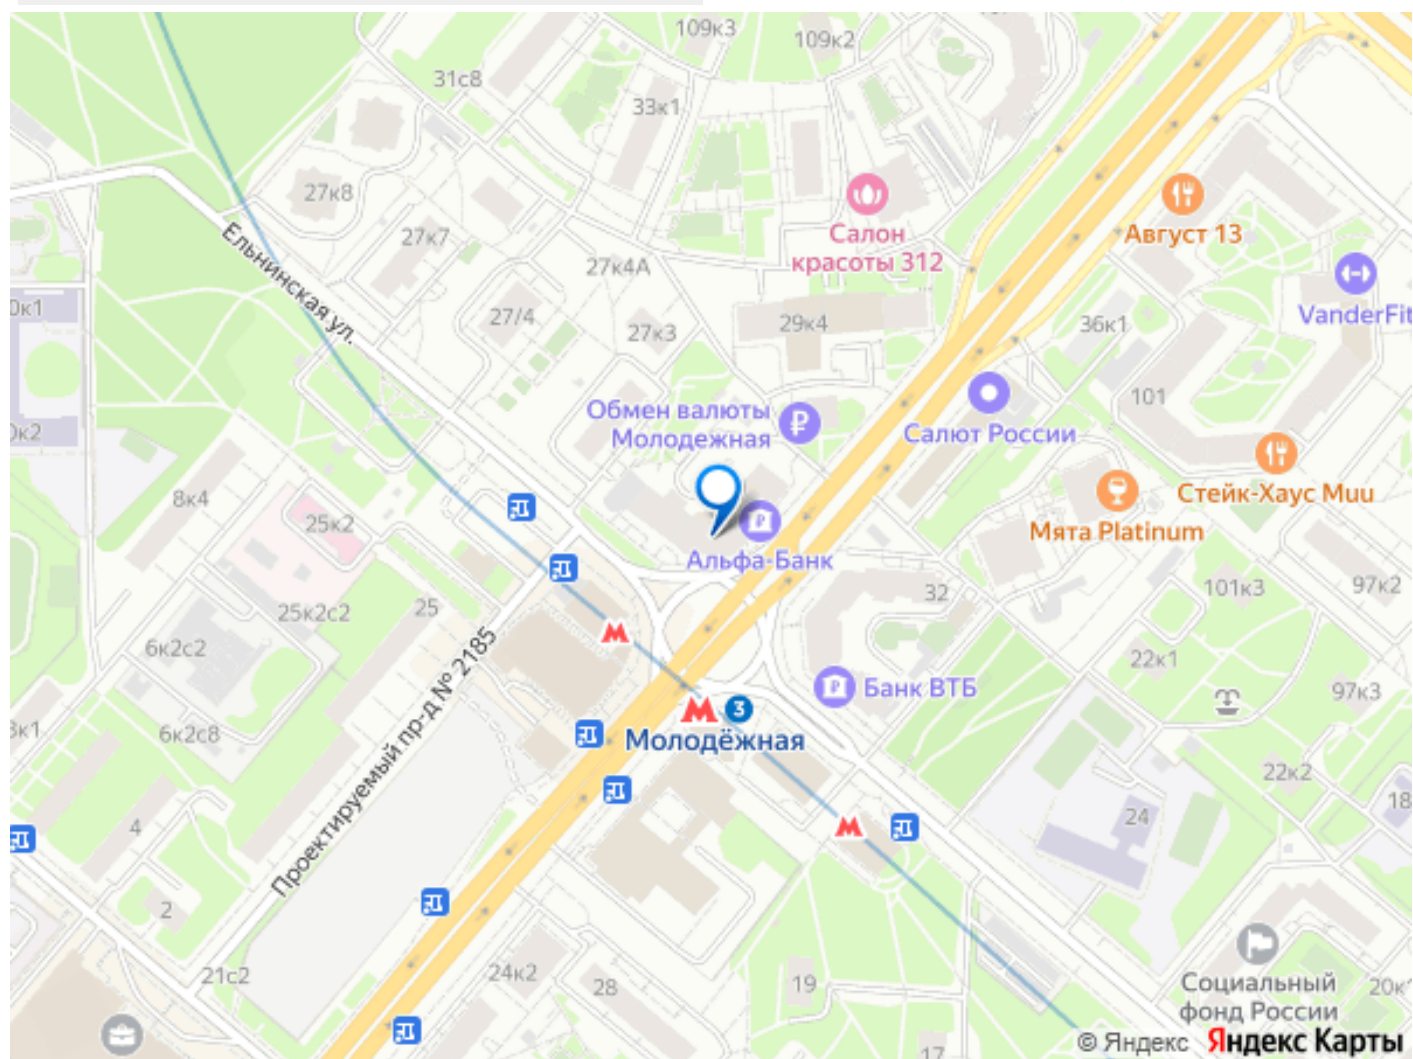 109к3
109к2
31с8
33к1
27к8
Салон
красоты 312
Август 13
27к7
Ельнинская ул.
27к4А
VanderFit
0к1
27/4
27к3
29к4
36к1
101
Обмен валюты
Молодежная
Салют России
0к2
8к4
Стейк-Хаус Muu
25к2
Мята Platinum
Альфа-Банк
101к3
97к2
32
25к2с2
25
6к2с2
Проектируемый пр-д № 2185
22к1
Банк ВТБ
97к3
3
Молодёжная
3к1
6к2с8
22к2
18
24
4
2
21с2
24к2
28
19
Социальный
фонд России
20к
17
© Яндекс Яндекс Карты